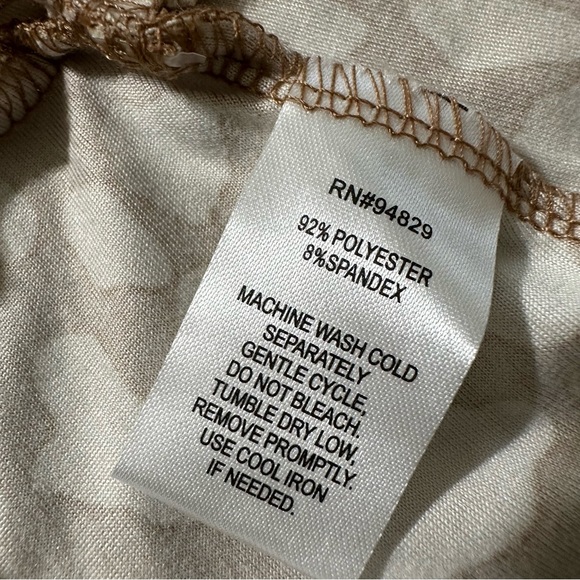 RN#94829
92% POLYESTER
8%SPANDEX
MACHINE WASH COLD
SEPARATELY
GENTLE CYCLE,
DO NOT BLEACH.
TUMBLE DRY LOW,
REMOVE PROMPTLY.
USE COOL IRON
IF NEEDED.